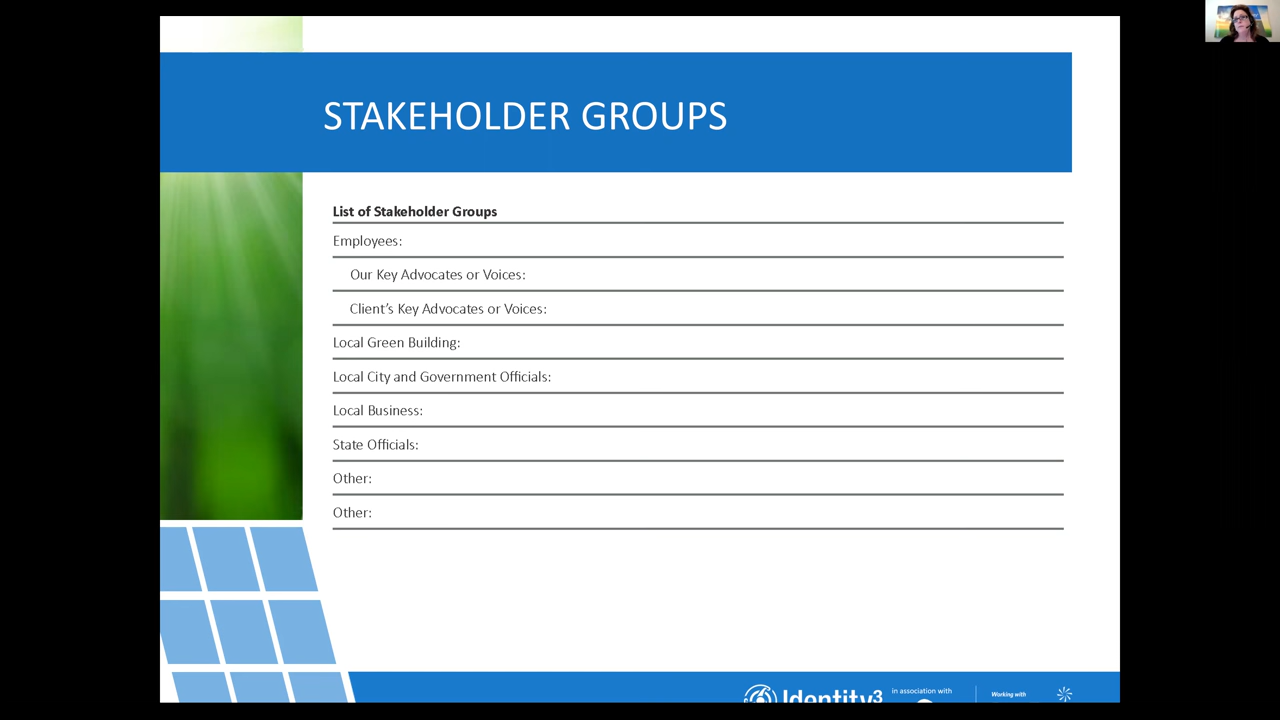 STAKEHOLDER GROUPS
List of Stakeholder Groups
Employees:
Our Key Advocates or Voices:
Client's Key Advocates or Voices:
Local Green Building:
Local City and Government Officials:
Local Business:
State Officials:
Other:
Other:
Identity3
in association with
Working with